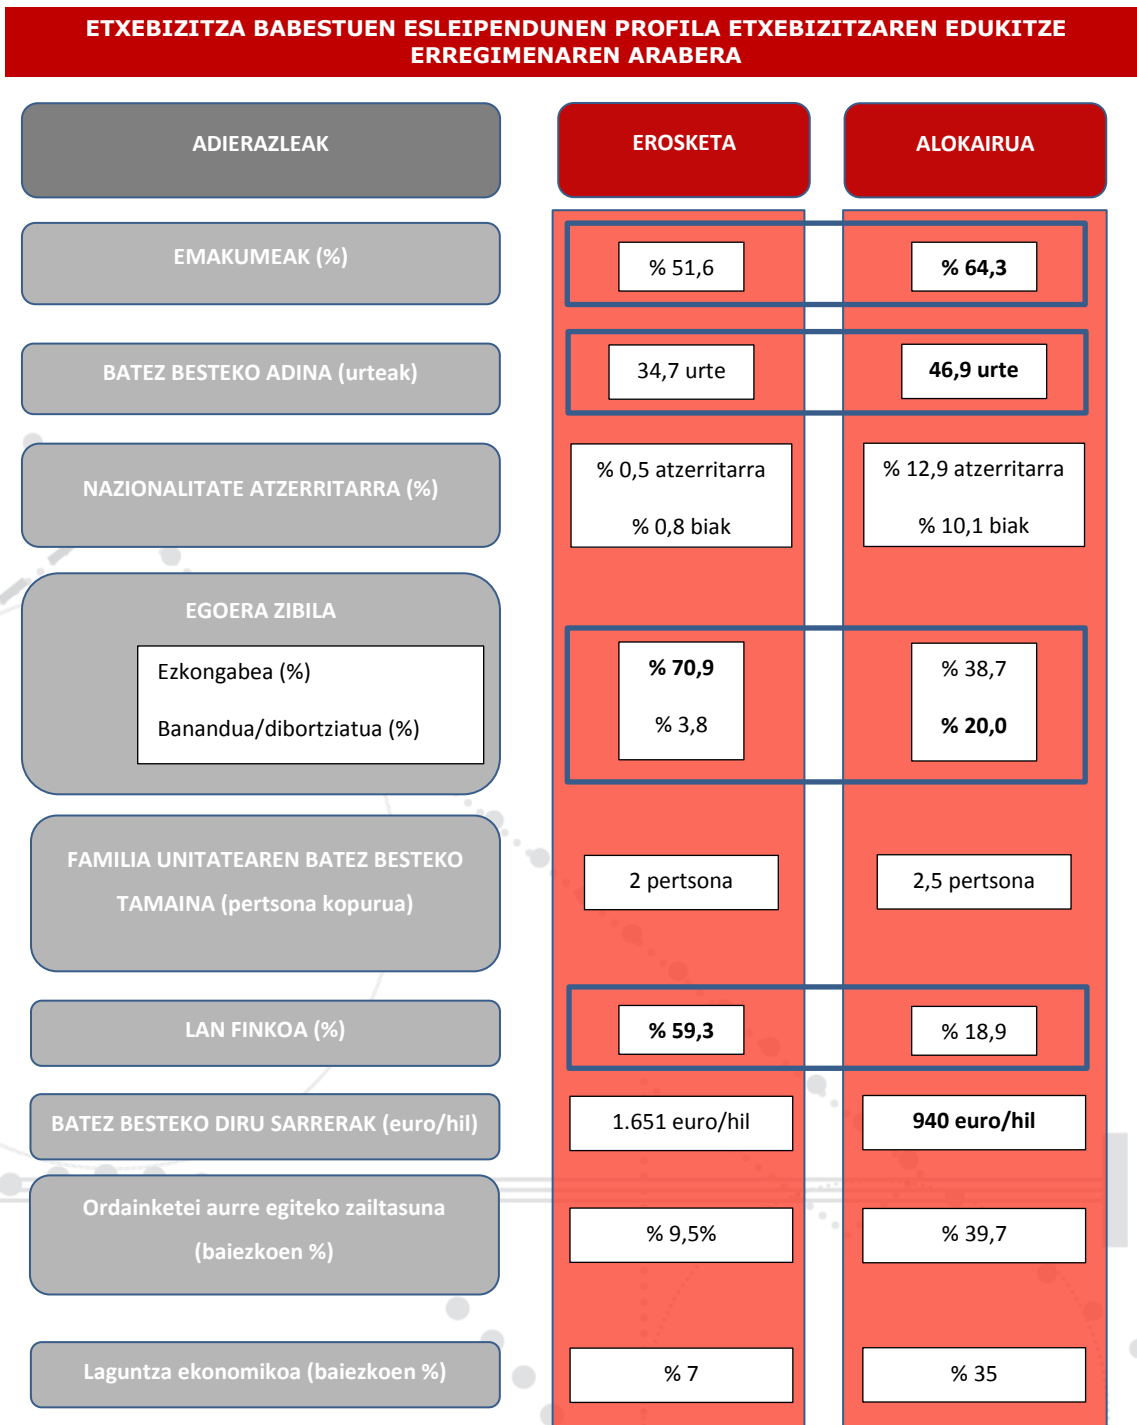 ETXEBIZITZA BABESTUEN ESLEIPENDUNEN PROFILA ETXEBIZITZAREN EDUKITZE
ERREGIMENAREN ARABERA
ADIERAZLEAK
EROSKETA
ALOKAIRUA
EMAKUMEAK (%)
% 51,6
% 64,3
BATEZ BESTEKO ADINA (urteak)
34,7 urte
46,9 urte
NAZIONALITATE ATZERRITARRA (%)
% 0,5 atzerritarra
% 0,8 biak
% 12,9 atzerritarra
% 10,1 biak
EGOERA ZIBILA
Ezkongabea (%)
Banandua/dibortziatua (%)
% 70,9
% 3,8
% 38,7
% 20,0
FAMILIA UNITATEAREN BATEZ BESTEKO
TAMAINA (pertsona kopurua)
2 pertsona
2,5 pertsona
LAN FINKOA (%)
% 59,3
% 18,9
BATEZ BESTEKO DIRU SARRERAK (euro/hil)
1.651 euro/hil
940 euro/hil
Ordainketei aurre egiteko zailtasuna
(baiezkoen %)
% 9,5%
% 39,7
Laguntza ekonomikoa (baiezkoen %)
% 7
% 35